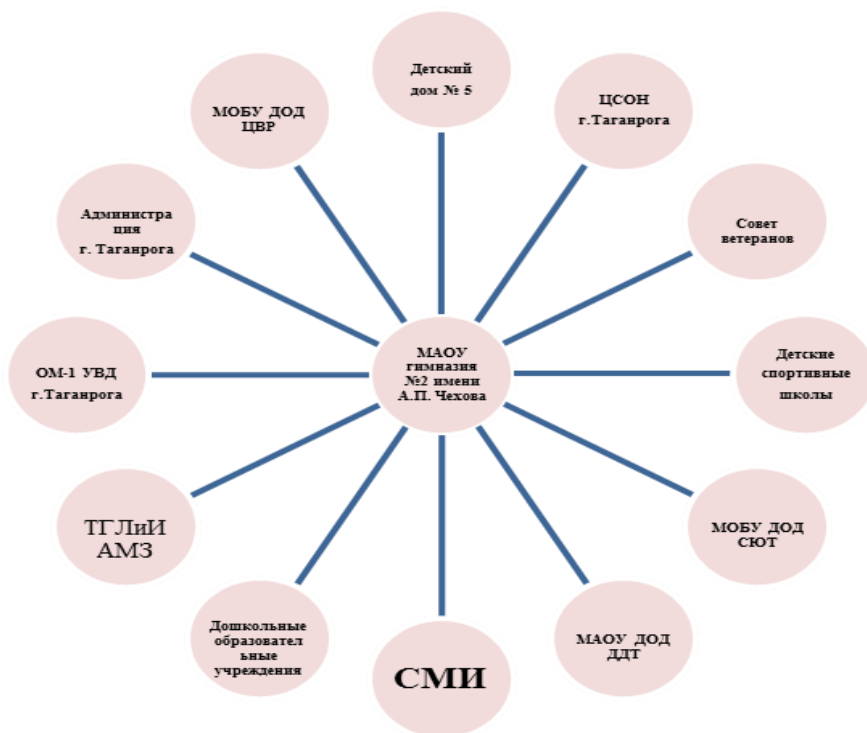 Детский
дом № 5
ЦСОН
г.Таганрога
Совет
ветеранов
Детские
спортивные
школы
МОБУ ДОД
СЮТ
МАОУ ДОД
ДДТ
СМИ
Дошкольные
образовател
ьные
учреждения
ТГЛиИ
АМЗ
ОМ-1 УВД
г.Таганрога
Администра
ция
г. Таганрога
МОБУ ДОД
ЦВР
МАОУ
гимназия
№2 имени
А.П. Чехова